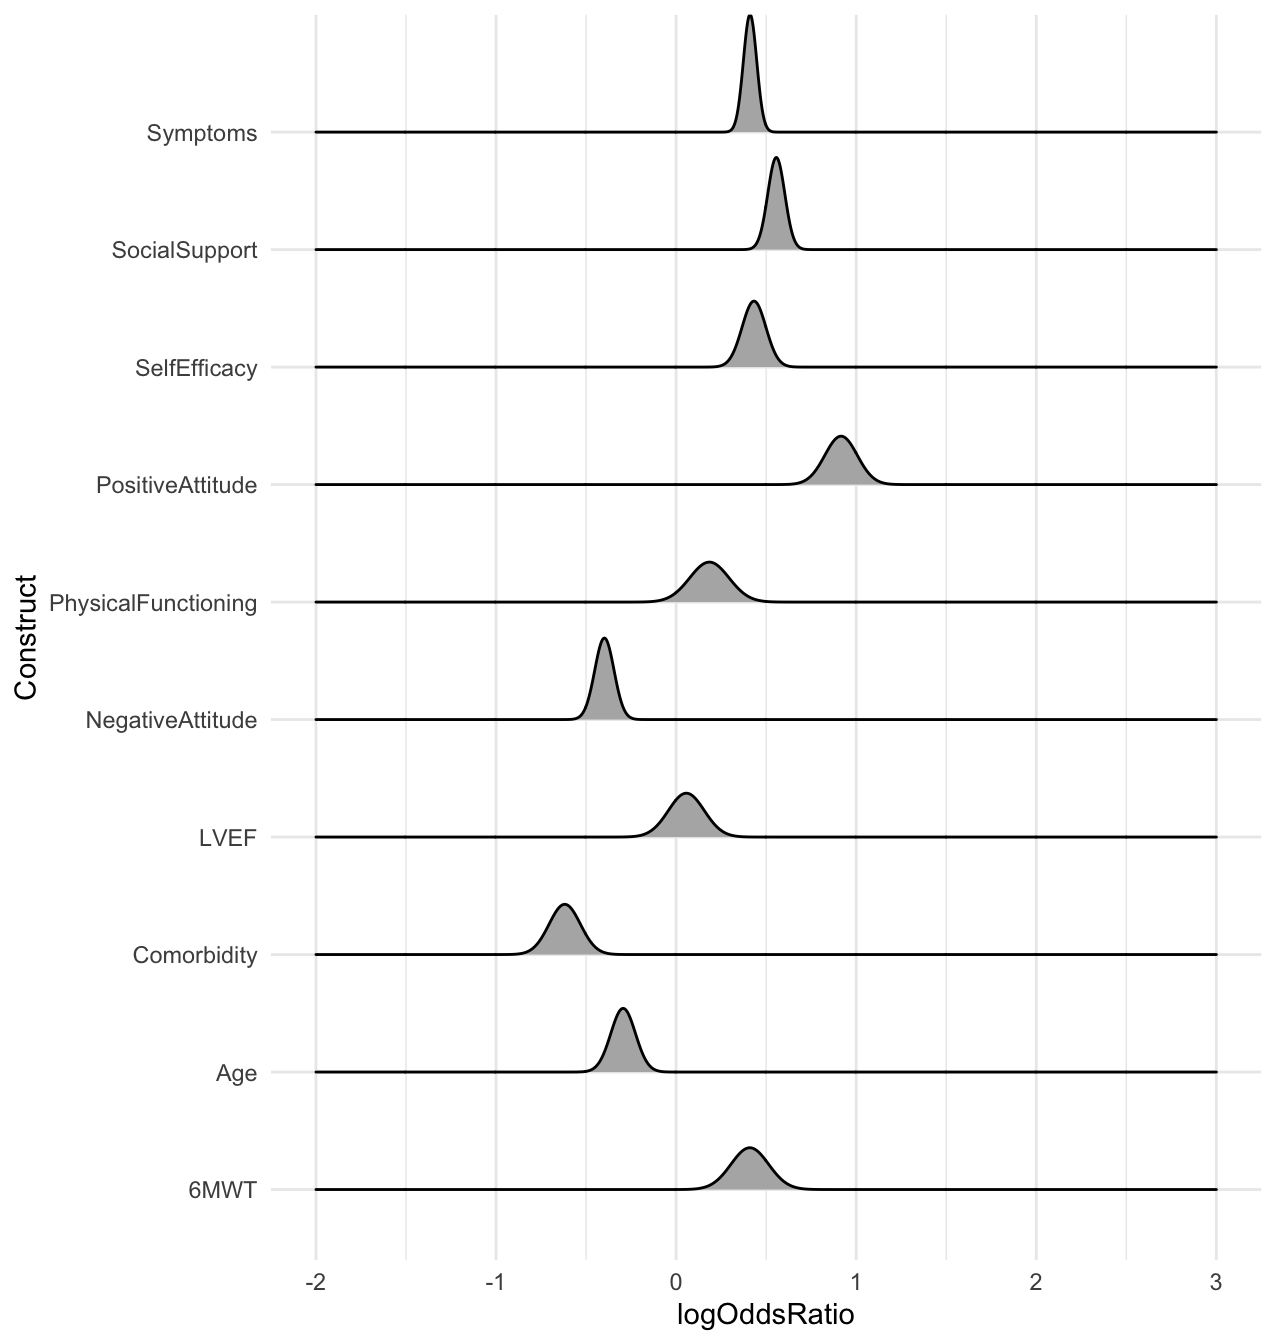 Symptoms
SocialSupport
SelfEfficacy
PositiveAttitude
PhysicalFunctioning
NegativeAttitude
LVEF
Comorbidity
Age
6MWT
Construct
-2 -1 0 1 2 3
logOddsRatio